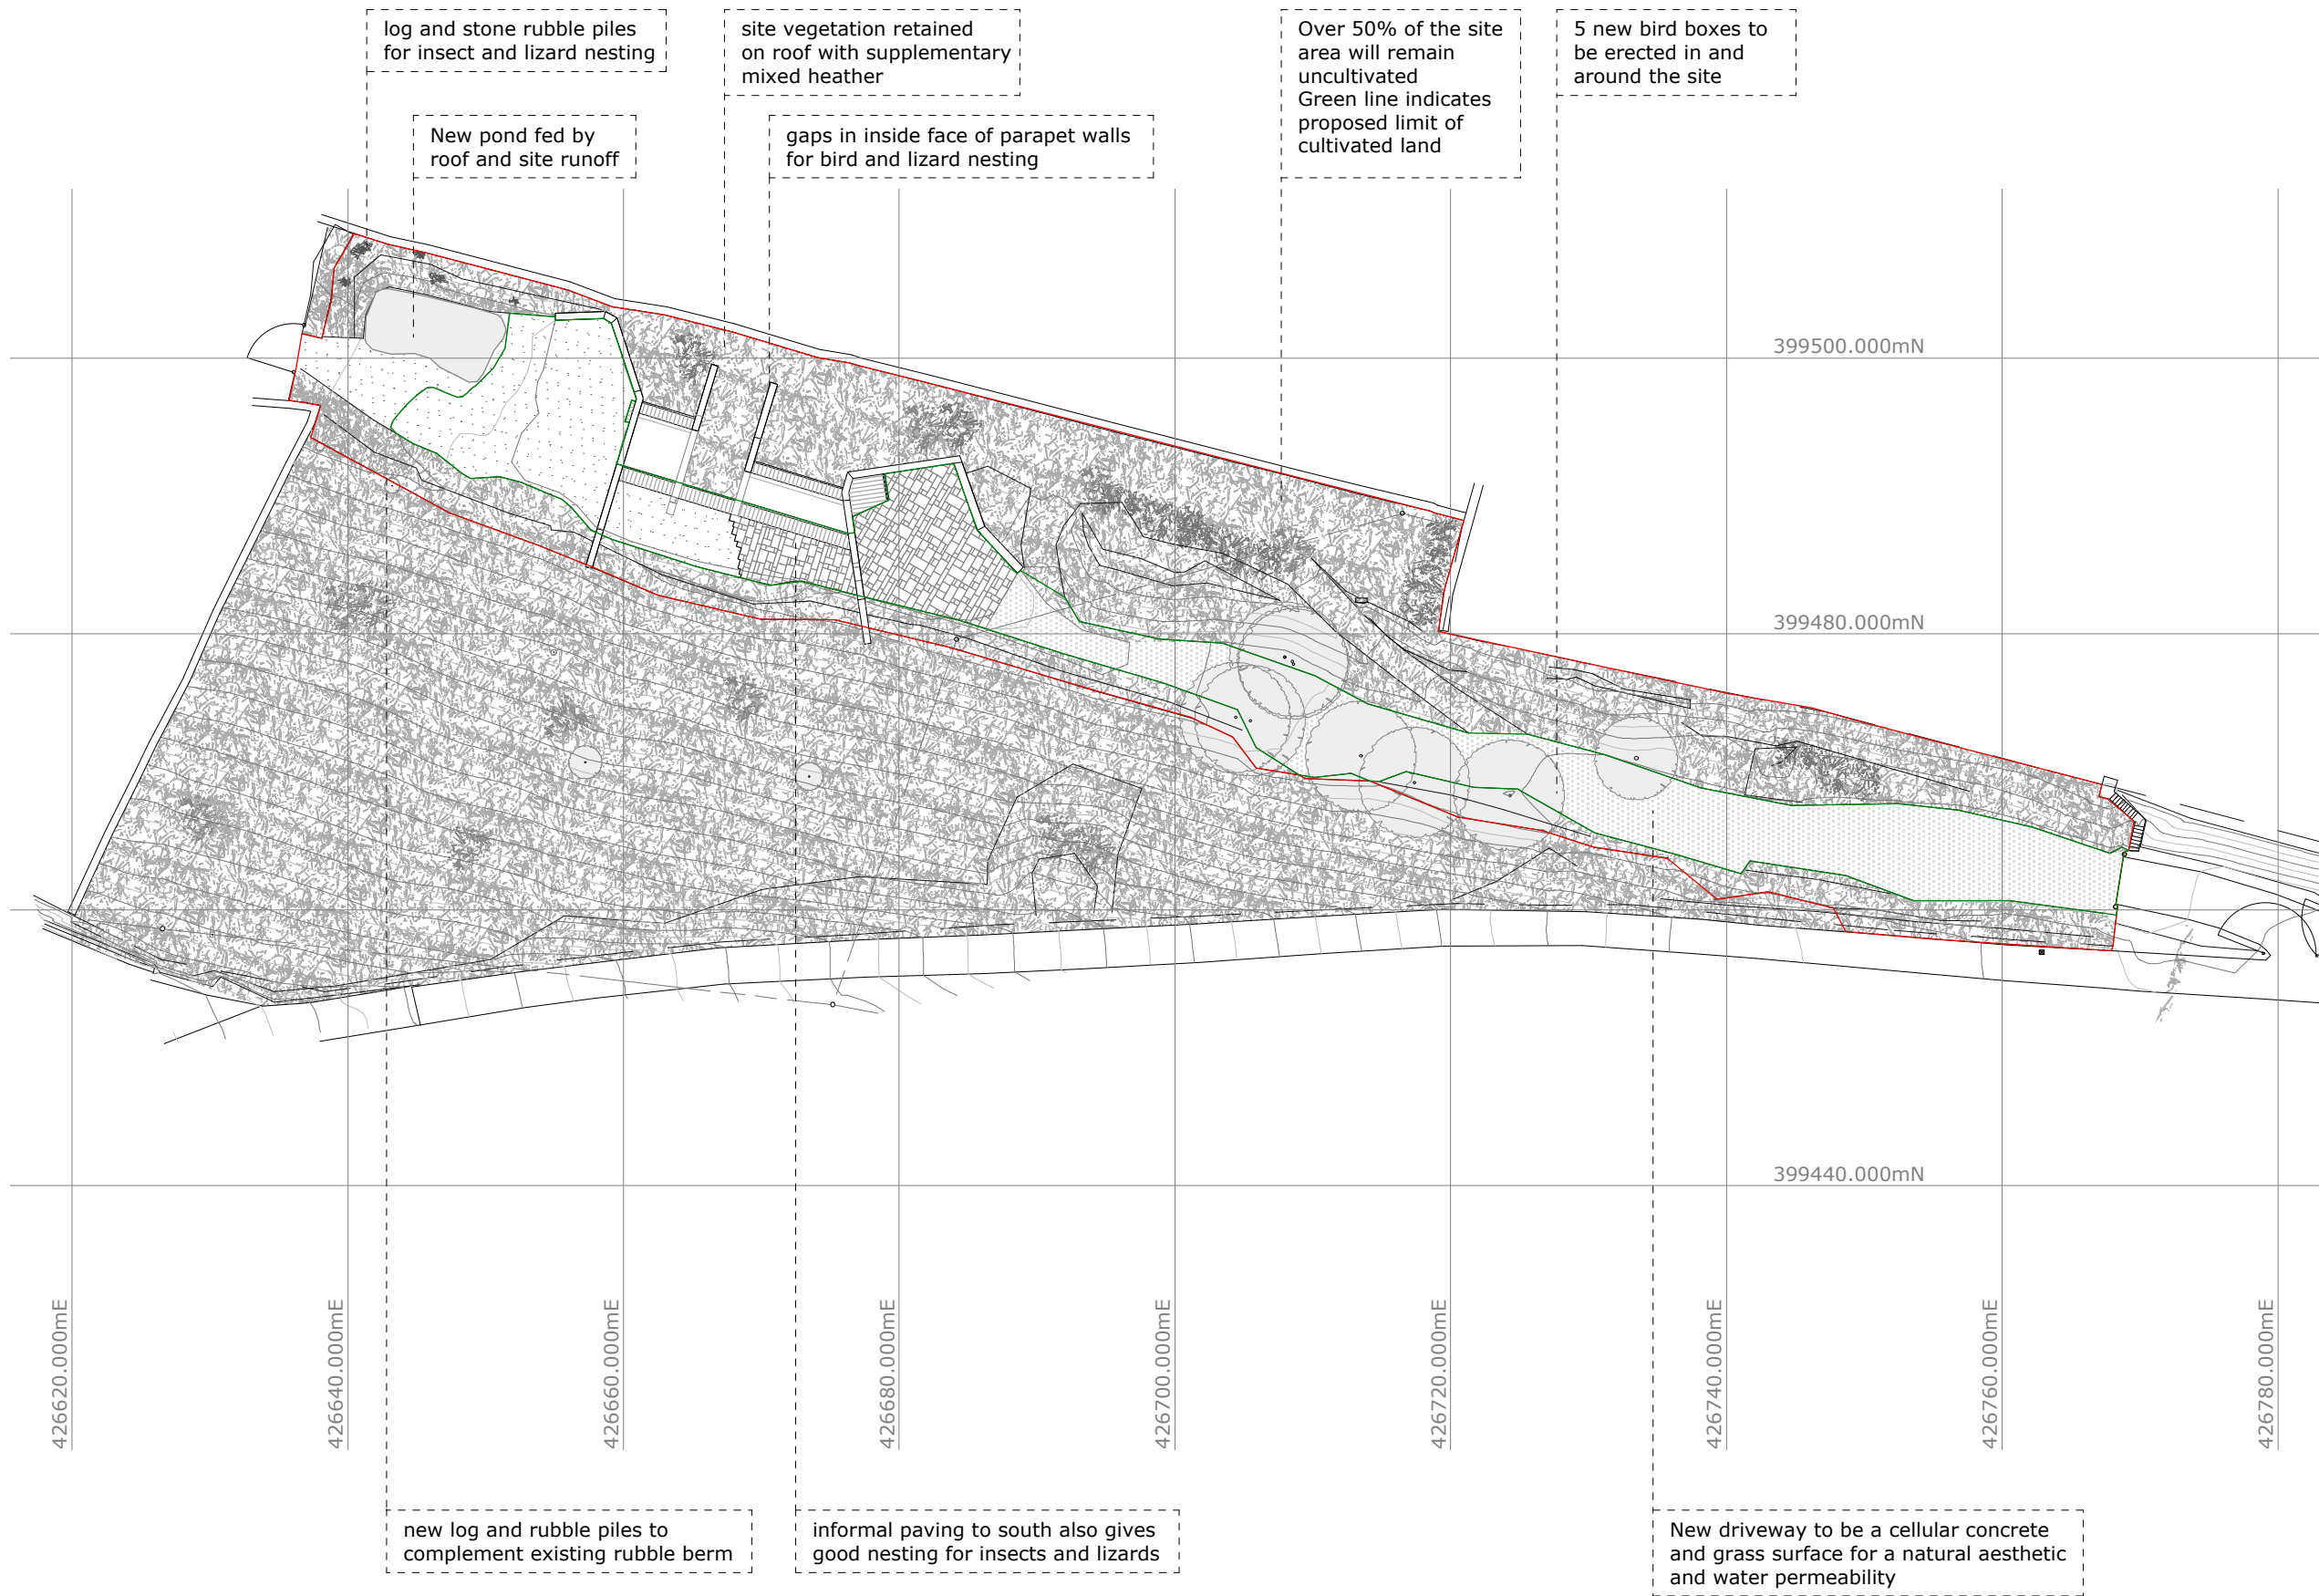 log and stone rubble piles
for insect and lizard nesting
site vegetation retained
on roof with supplementary
mixed heather
Over 50% of the site
area will remain
uncultivated
Green line indicates
proposed limit of
cultivated land
5 new bird boxes to
be erected in and
around the site
New pond fed by
roof and site runoff
gaps in inside face of parapet walls
for bird and lizard nesting
399500.000mN
399480.000mN
399440.000mN
426620.000mE
426640.000mE
426660.000mE
426680.000mE
426700.000mE
426720.000mE
426740.000mE
426760.000mE
426780.000mE
new log and rubble piles to
complement existing rubble berm
informal paving to south also gives
good nesting for insects and lizards
New driveway to be a cellular concrete
and grass surface for a natural aesthetic
and water permeability